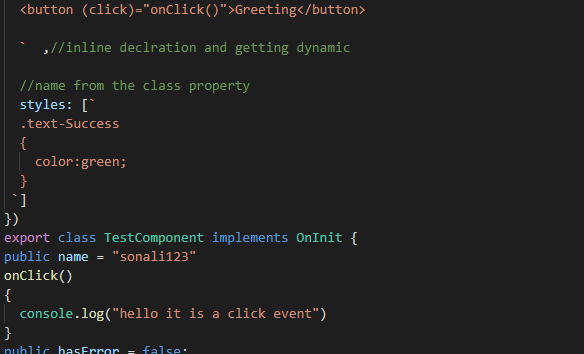 <button (click)="onClick()">Greeting</button>
` ,//inline declration and getting dynamic
//name from the class property
styles: [`
.text-Success
{
color:green;
}
`]
})
export class TestComponent implements OnInit {
public name = "sonali123"
onClick()
{
console.log("hello it is a click event")
}
public hasError = false;